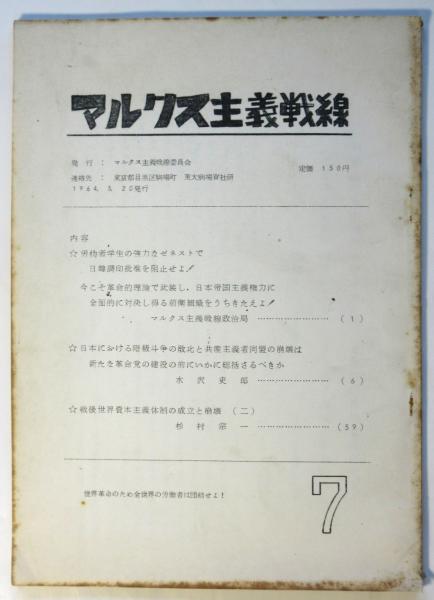 マルクス主義戦線
発行 : マルクス主義戦線委員会
定価 150円
連絡先 : 東京都目黒区駒場町 東大駒場寮社研
1964. 3. 20発行
内容
☆労働者学生の強力なゼネストで
日韓調印批准を阻止せよ!
今こそ革命的理論で武装し、日本帝国主義権力に
全面的に対決し得る前衛組織をうちきたえよ!
マルクス主義戦線政治局 ……………………(1)
☆日本における階級斗争の敗北と共産主義者同盟の崩壊は
新たな革命党の建設の前にいかに総括さるべきか
水沢史郎 ……………………(6)
☆戦後世界資本主義体制の成立と崩壊 (二)
杉村宗一 ……………………(59)
世界革命のため全世界の労働者は団結せよ!
7